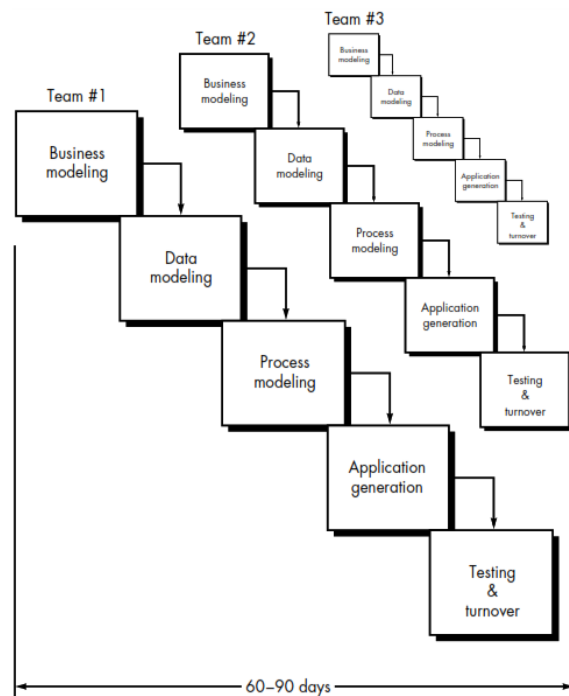 Team #1
Business
modeling
Data
modeling
Process
modeling
Application
generation
Testing
&
turnover
Team #2
Business
modeling
Data
modeling
Process
modeling
Application
generation
Testing
&
turnover
Team #3
Business
modeling
Data
modeling
Process
modeling
Application
generation
Testing
&
turnover
60–90 days